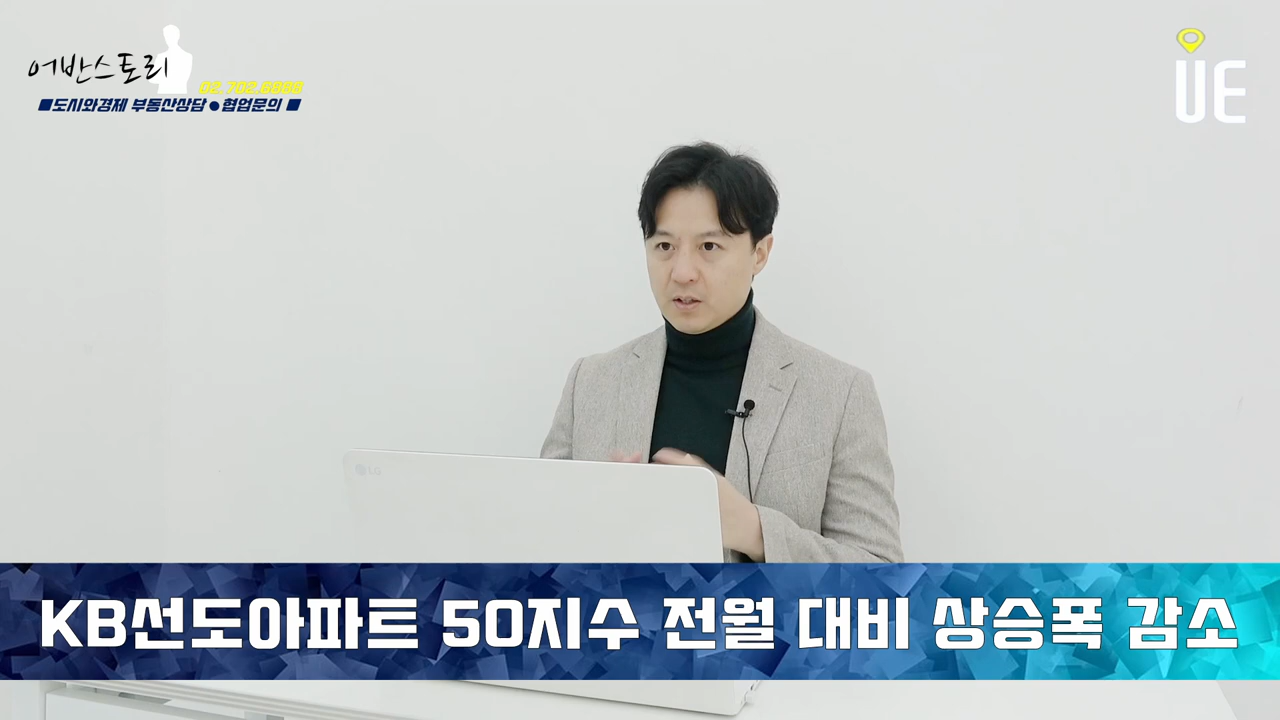 어반스토리
02.702.8888
■도시와경제 부동산상담●협업문의 ■
UE
LG
KB선도아파트 50지수 전월 대비 상승폭 감소